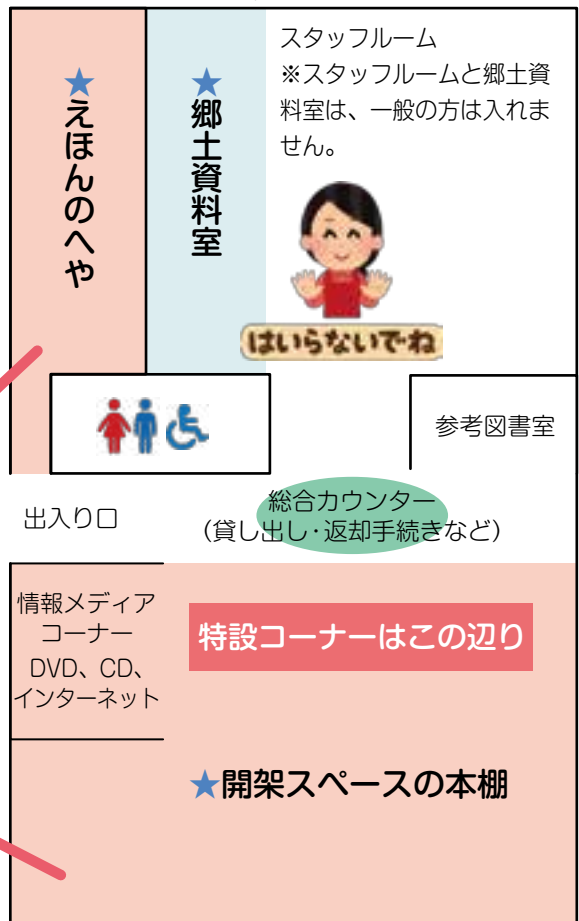 ★えほんのへや
★郷土資料室
スタッフルーム
※スタッフルームと郷土資
料室は、一般の方は入れま
せん。
はいらないでね
参考図書室
出入り口
総合カウンター
（貸し出し・返却手続きなど）
情報メディア
コーナー
DVD、CD、
インターネット
特設コーナーはこの辺り
★開架スペースの本棚